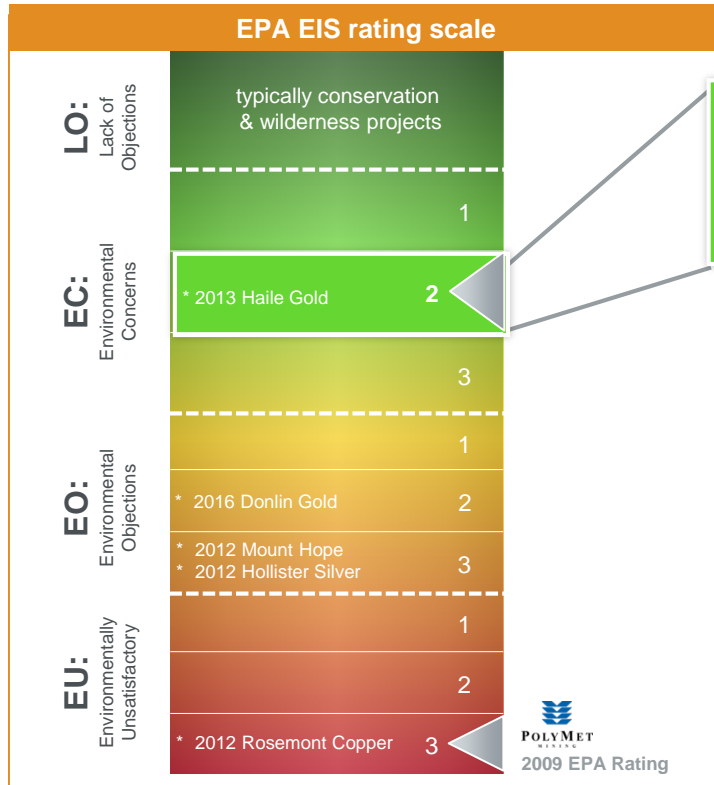 EPA EIS rating scale
LO:
Lack of
Objections
typically conservation
& wilderness projects
EC:
Environmental
Concerns
1
* 2013 Haile Gold 2
3
EO:
Environmental
Objections
1
* 2016 Donlin Gold 2
* 2012 Mount Hope
* 2012 Hollister Silver 3
EU:
Environmentally
Unsatisfactory
1
2
* 2012 Rosemont Copper 3
POLYMET
MINING
2009 EPA Rating